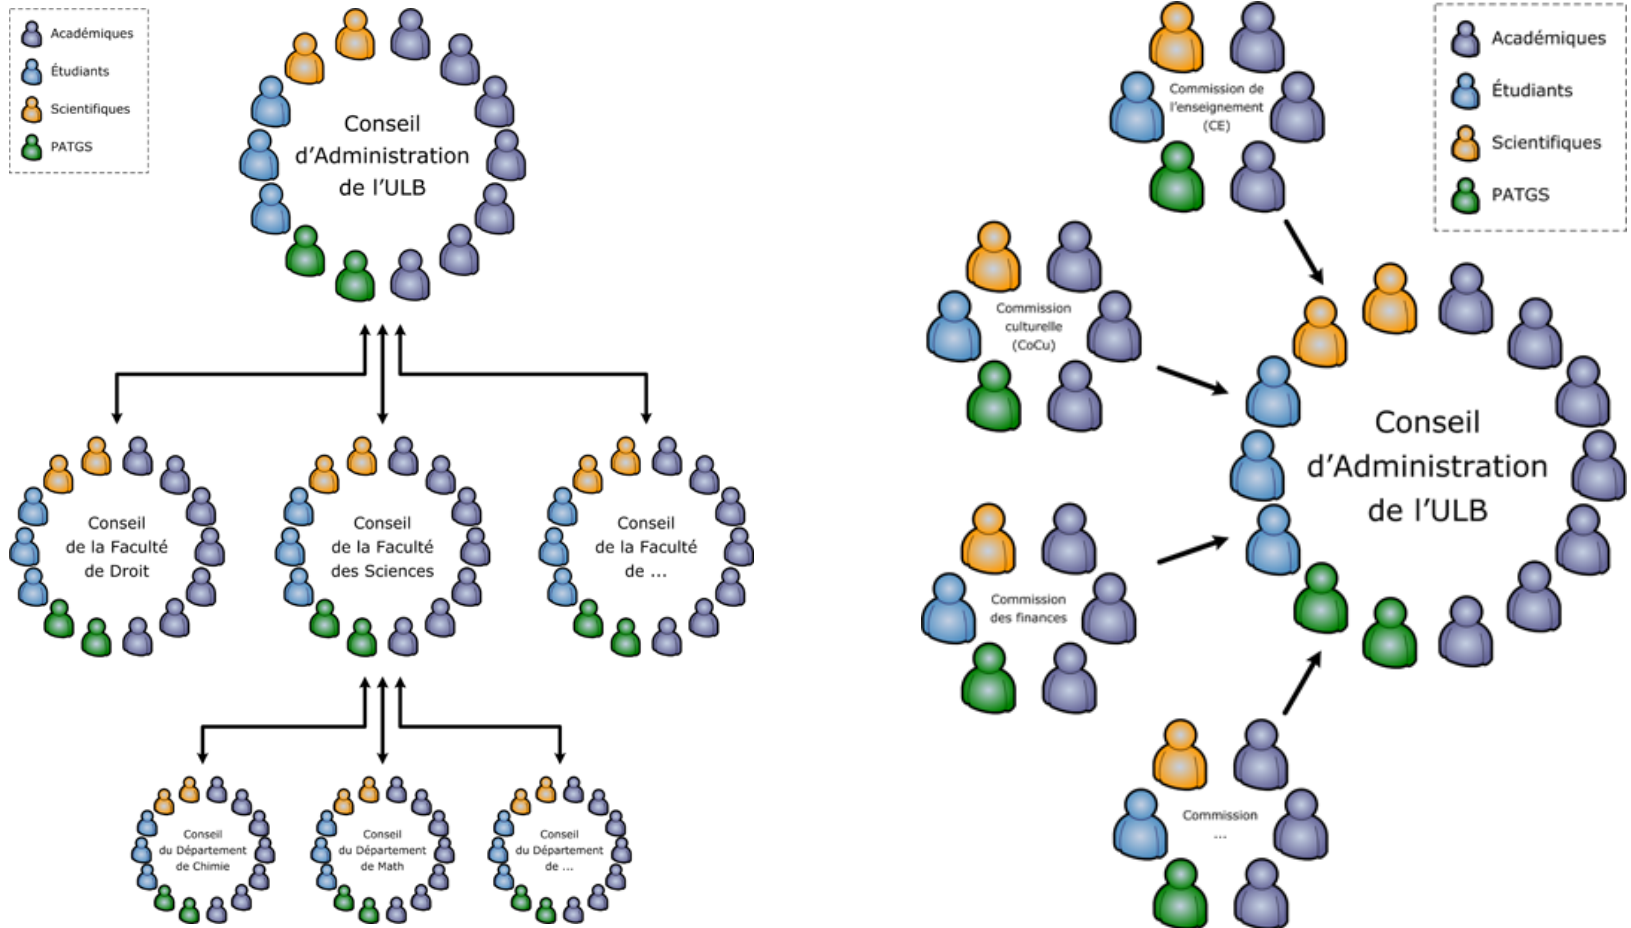 Académiques
Étudiants
Scientifiques
PATGS
Conseil
d'Administration
de l'ULB
Conseil
de la Faculté
de Droit
Conseil
de la Faculté
des Sciences
Conseil
de la Faculté
de ...
Conseil
du Département
de Chimie
Conseil
du Département
de Math
Conseil
du Département
de ...
Académiques
Étudiants
Scientifiques
PATGS
Commission de
l'enseignement
(CE)
Commission
culturelle
(CoCu)
Conseil
d'Administration
de l'ULB
Commission
des finances
Commission
...